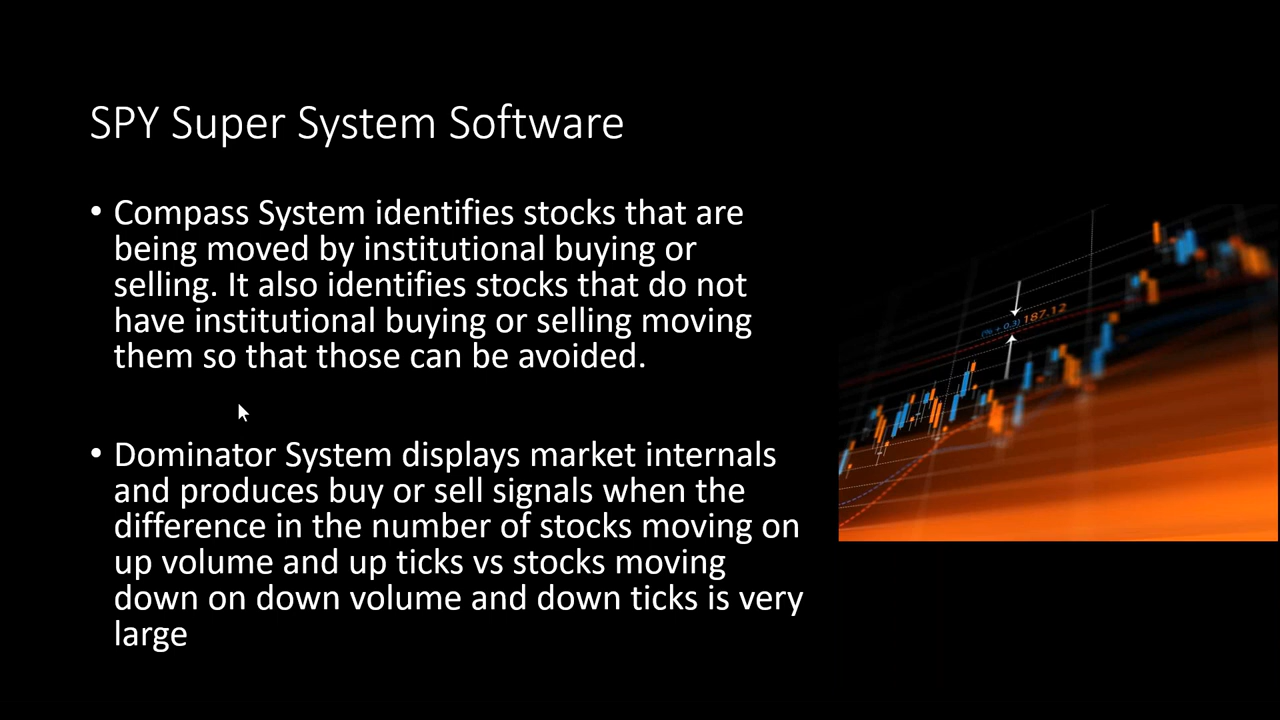 SPY Super System Software
• Compass System identifies stocks that are
being moved by institutional buying or
selling. It also identifies stocks that do not
have institutional buying or selling moving
them so that those can be avoided.
• Dominator System displays market internals
and produces buy or sell signals when the
difference in the number of stocks moving on
up volume and up ticks vs stocks moving
down on down volume and down ticks is very
large
(% + 0.3) 187.12